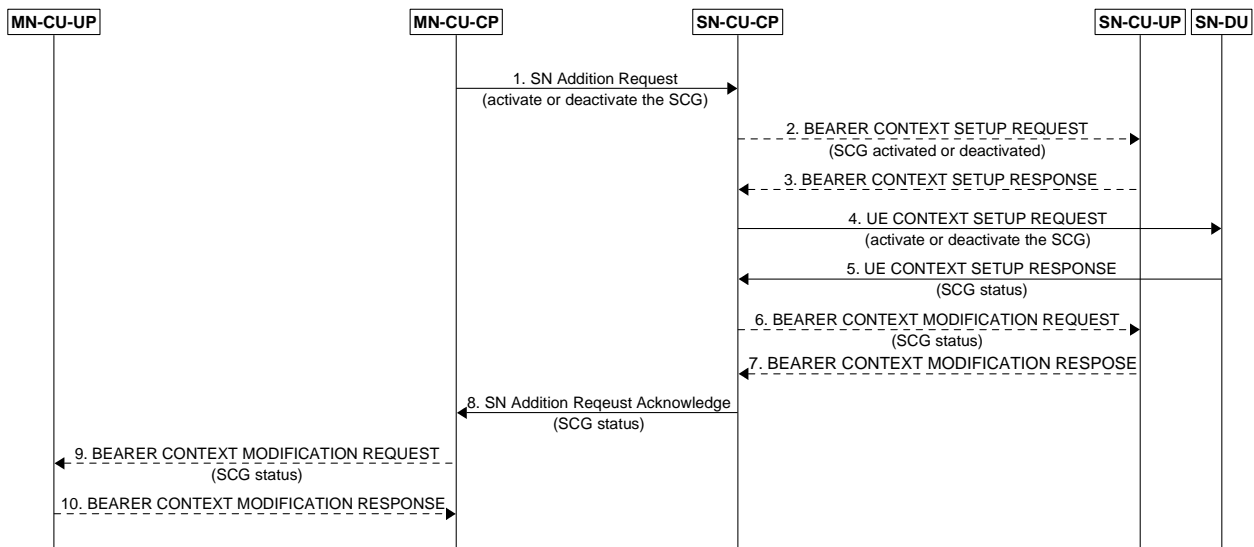 MN-CU-UP
MN-CU-CP
SN-CU-CP
SN-CU-UP
SN-DU
1. SN Addition Request
(activate or deactivate the SCG)
2. BEARER CONTEXT SETUP REQUEST
(SCG activated or deactivated)
3. BEARER CONTEXT SETUP RESPONSE
4. UE CONTEXT SETUP REQUEST
(activate or deactivate the SCG)
5. UE CONTEXT SETUP RESPONSE
(SCG status)
6. BEARER CONTEXT MODIFICATION REQUEST
(SCG status)
7. BEARER CONTEXT MODIFICATION RESPOSE
8. SN Addition Reqeust Acknowledge
(SCG status)
9. BEARER CONTEXT MODIFICATION REQUEST
(SCG status)
10. BEARER CONTEXT MODIFICATION RESPONSE